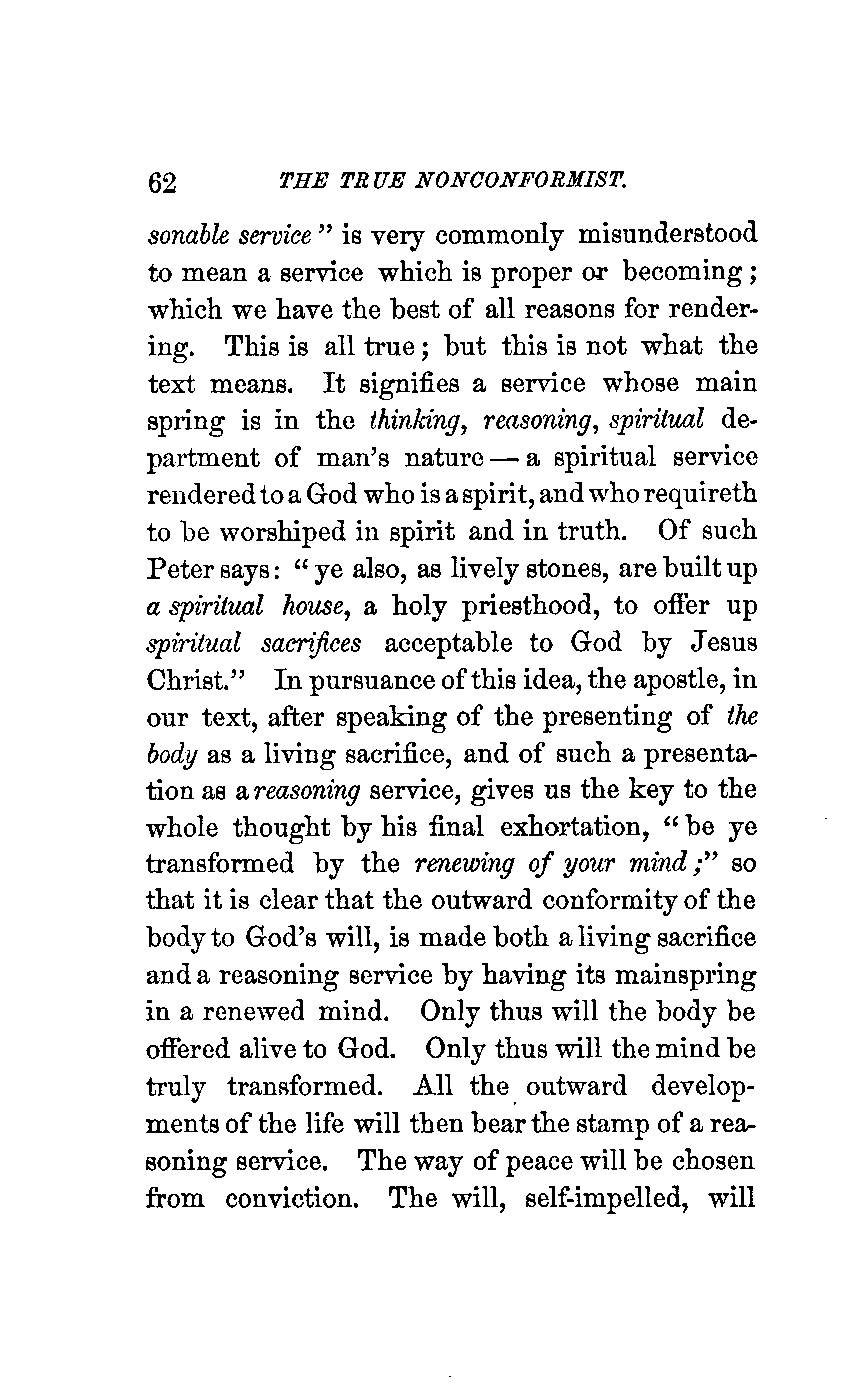 62 THE TRUE NONCONFORMIST.
sonable service” is very commonly misunderstood
to mean a service which is proper or becoming;
which we have the best of all reasons for render-
ing. This is all true; but this is not what the
text means. It signifies a service whose main
spring is in the thinking, reasoning, spiritual de-
partment of man’s nature — a spiritual service
rendered to a God who is a spirit, and who requireth
to be worshiped in spirit and in truth. Of such
Peter says: “ye also, as lively stones, are built up
a spiritual house, a holy priesthood, to offer up
spiritual sacrifices acceptable to God by Jesus
Christ.” In pursuance of this idea, the apostle, in
our text, after speaking of the presenting of the
body as a living sacrifice, and of such a presenta-
tion as a reasoning service, gives us the key to the
whole thought by his final exhortation, “be ye
transformed by the renewing of your mind;” so
that it is clear that the outward conformity of the
body to God’s will, is made both a living sacrifice
and a reasoning service by having its mainspring
in a renewed mind. Only thus will the body be
offered alive to God. Only thus will the mind be
truly transformed. All the outward develop-
ments of the life will then bear the stamp of a rea-
soning service. The way of peace will be chosen
from conviction. The will, self-impelled, will